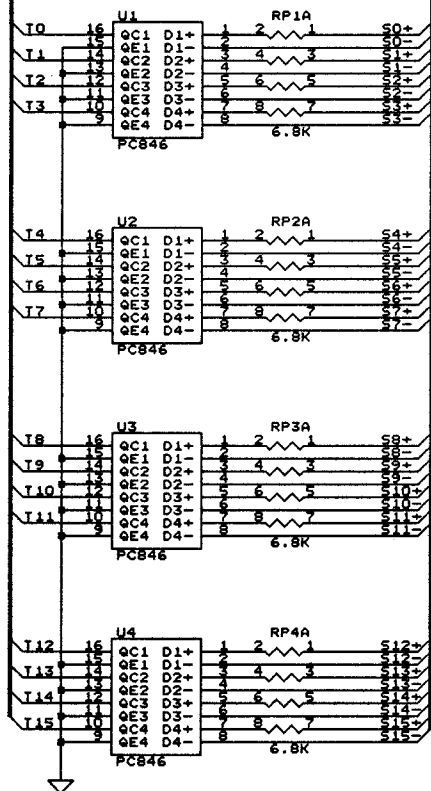 U1 RP1A
T0 16 QC1 D1+ 1 2 1 S0+
15 QE1 D1- 2 S0-
T1 14 QC2 D2+ 3 4 3 S1+
13 QE2 D2- 4 S1-
T2 12 QC3 D3+ 5 6 5 S2+
11 QE3 D3- 6 S2-
T3 10 QC4 D4+ 7 8 7 S3+
9 QE4 D4- 8 S3-
PC846 6.8K
U2 RP2A
T4 16 QC1 D1+ 1 2 1 S4+
15 QE1 D1- 2 S4-
T5 14 QC2 D2+ 3 4 3 S5+
13 QE2 D2- 4 S5-
T6 12 QC3 D3+ 5 6 5 S6+
11 QE3 D3- 6 S6-
T7 10 QC4 D4+ 7 8 7 S7+
9 QE4 D4- 8 S7-
PC846 6.8K
U3 RP3A
T8 16 QC1 D1+ 1 2 1 S8+
15 QE1 D1- 2 S8-
T9 14 QC2 D2+ 3 4 3 S9+
13 QE2 D2- 4 S9-
T10 12 QC3 D3+ 5 6 5 S10+
11 QE3 D3- 6 S10-
T11 10 QC4 D4+ 7 8 7 S11+
9 QE4 D4- 8 S11-
PC846 6.8K
U4 RP4A
T12 16 QC1 D1+ 1 2 1 S12+
15 QE1 D1- 2 S12-
T13 14 QC2 D2+ 3 4 3 S13+
13 QE2 D2- 4 S13-
T14 12 QC3 D3+ 5 6 5 S14+
11 QE3 D3- 6 S14-
T15 10 QC4 D4+ 7 8 7 S15+
9 QE4 D4- 8 S15-
PC846 6.8K